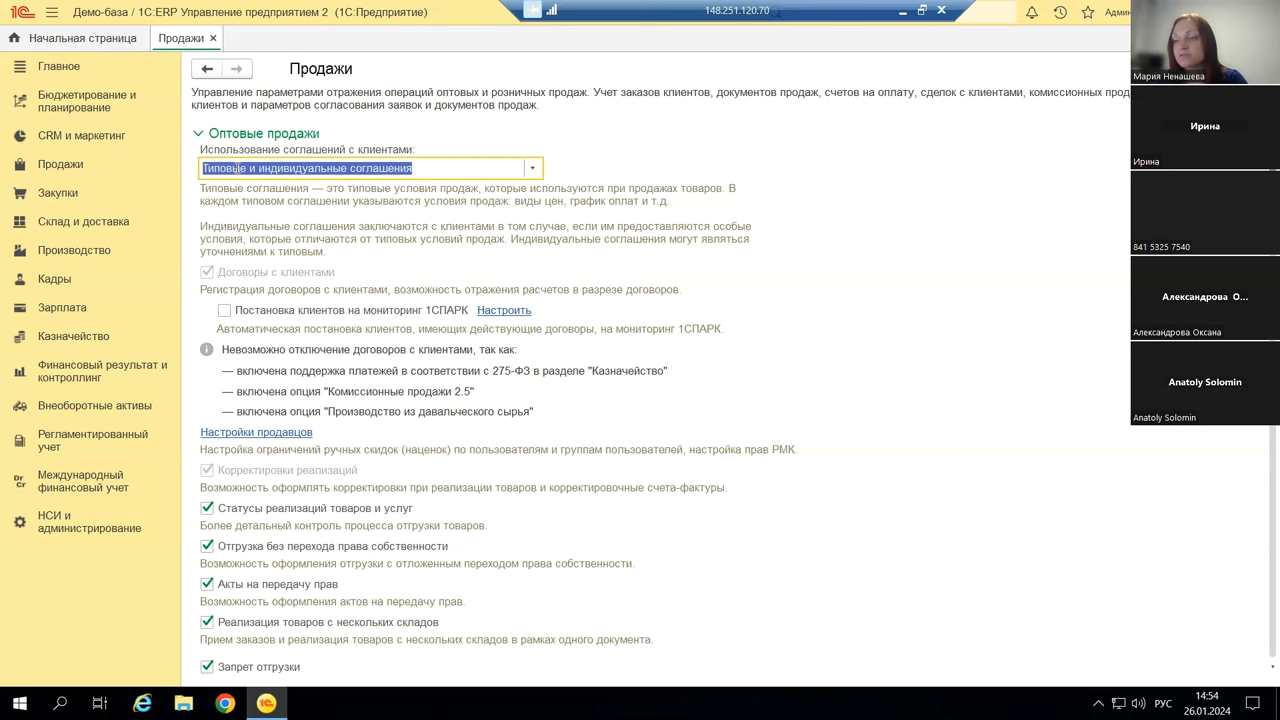 Демо-база / 1С:ERP Управление предприятием 2 (1С:Предприятие)
148.251.120.70
Начальная страница
Продажи
Главное
Бюджетирование и
планирование
CRM и маркетинг
Продажи
Закупки
Склад и доставка
Производство
Кадры
Зарплата
Казначейство
Финансовый результат и
контроллинг
Внеоборотные активы
Регламентированный
учет
Международный
финансовый учет
НСИ и
администрирование
Продажи
Управление параметрами отражения операций оптовых и розничных продаж. Учет заказов клиентов, документов продаж, счетов на оплату, сделок с клиентами, комиссионных
клиентов и параметров согласования заявок и документов продаж.
Оптовые продажи
Использование соглашений с клиентами:
Типовые и индивидуальные соглашения
Типовые соглашения — это типовые условия продаж, которые используются при продажах товаров. В
каждом типовом соглашении указываются условия продаж: виды цен, график оплат и т.д.
Индивидуальные соглашения заключаются с клиентами в том случае, если им предоставляются особые
условия, которые отличаются от типовых условий продаж. Индивидуальные соглашения могут являться
уточнениями к типовым.
Договоры с клиентами
Регистрация договоров с клиентами, возможность отражения расчетов в разрезе договоров.
Постановка клиентов на мониторинг 1СПАРК Настроить
Автоматическая постановка клиентов, имеющих действующие договоры, на мониторинг 1СПАРК.
Невозможно отключение договоров с клиентами, так как:
— включена поддержка платежей в соответствии с 275-ФЗ в разделе "Казначейство"
— включена опция "Комиссионные продажи 2.5"
— включена опция "Производство из давальческого сырья"
Настройки продавцов
Настройка ограничений ручных скидок (наценок) по пользователям и группам пользователей, настройка прав РМК.
Корректировки реализаций
Возможность оформлять корректировки при реализации товаров и корректировочные счета-фактуры.
Статусы реализаций товаров и услуг
Более детальный контроль процесса отгрузки товаров.
Отгрузка без перехода права собственности
Возможность оформления отгрузки с отложенным переходом права собственности.
Акты на передачу прав
Возможность оформления актов на передачу прав.
Реализация товаров с нескольких складов
Прием заказов и реализация товаров с нескольких складов в рамках одного документа.
Запрет отгрузки
Мария Ненашева
Ирина
Ирина
841 5325 7540
Александрова О...
Александрова Оксана
Anatoly Solomin
Anatoly Solomin
РУС
14:54
26.01.2024